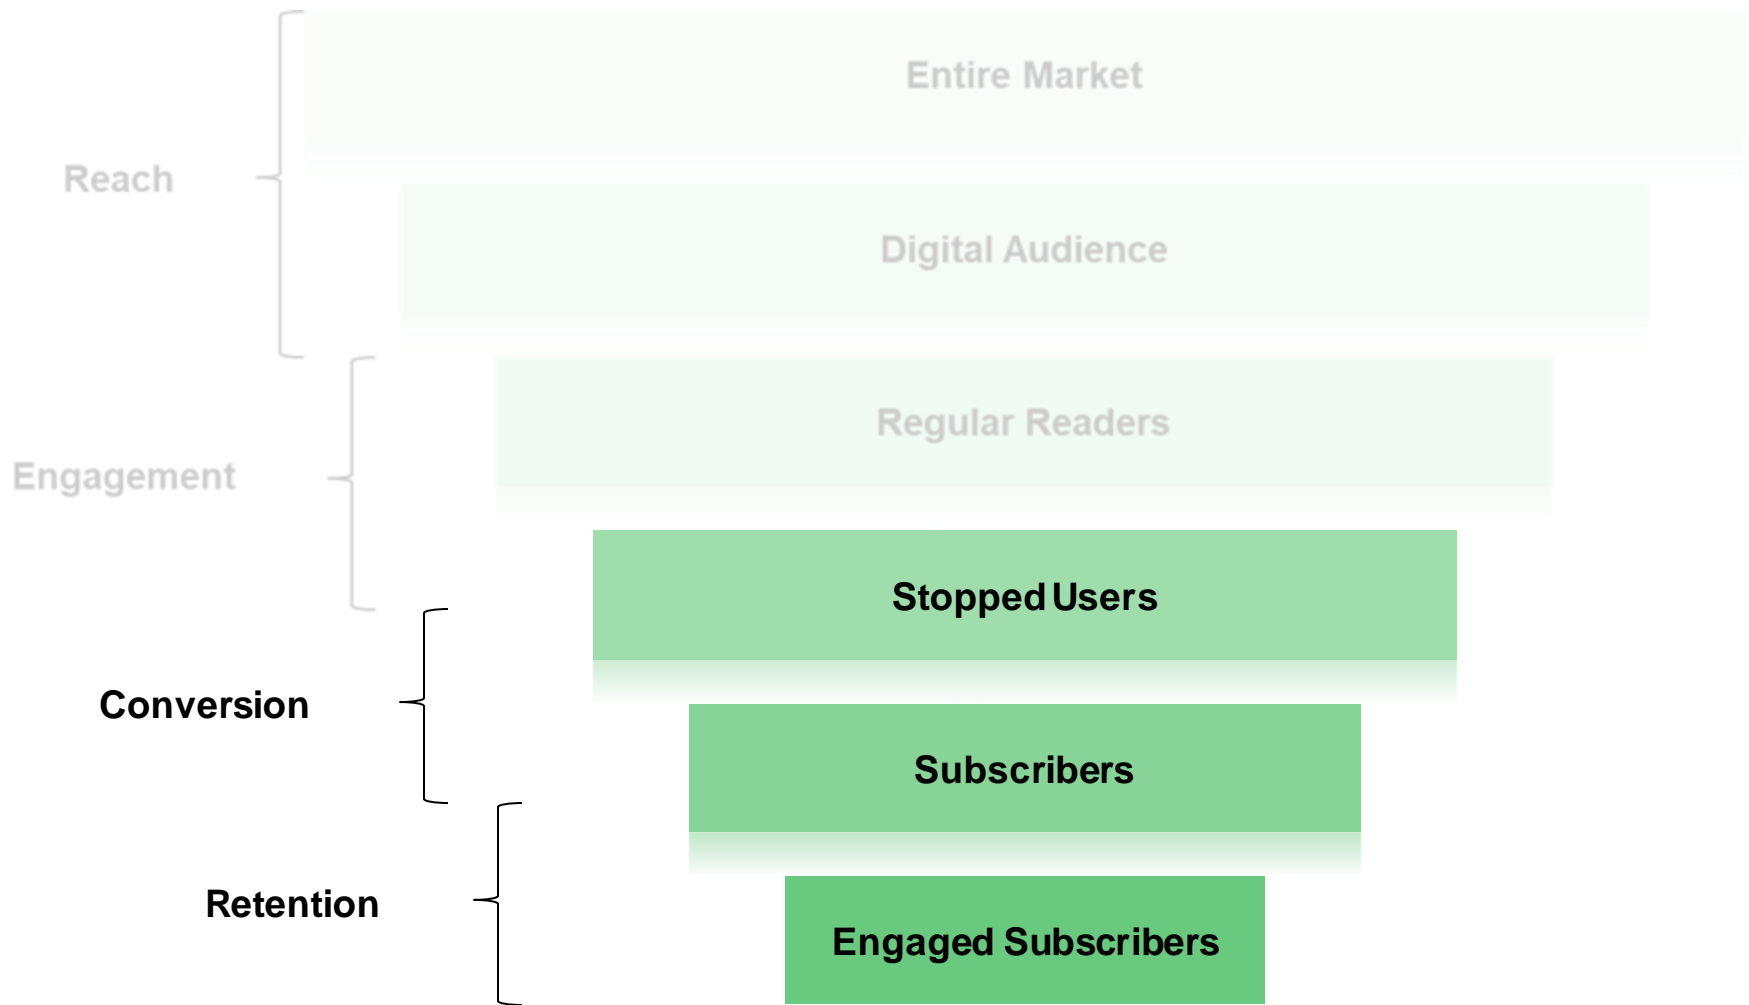 Entire Market
Reach
Digital Audience
Regular Readers
Engagement
Stopped Users
Conversion
Subscribers
Retention
Engaged Subscribers